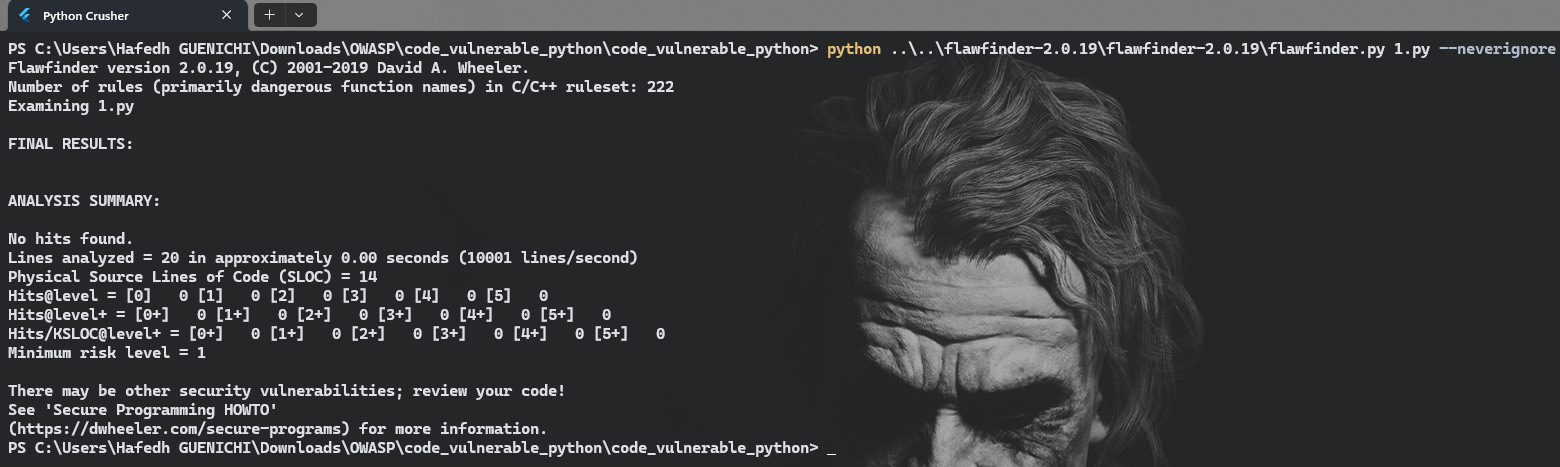 Python Crusher
PS C:\Users\Hafedh GUENICHI\Downloads\OWASP\code_vulnerable_python\code_vulnerable_python> python ..\..\flawfinder-2.0.19\flawfinder-2.0.19\flawfinder.py 1.py --neverignore
Flawfinder version 2.0.19, (C) 2001-2019 David A. Wheeler.
Number of rules (primarily dangerous function names) in C/C++ ruleset: 222
Examining 1.py
FINAL RESULTS:
ANALYSIS SUMMARY:
No hits found.
Lines analyzed = 20 in approximately 0.00 seconds (10001 lines/second)
Physical Source Lines of Code (SLOC) = 14
Hits@level = [0]   0 [1]   0 [2]   0 [3]   0 [4]   0 [5]   0
Hits@level+ = [0+]   0 [1+]   0 [2+]   0 [3+]   0 [4+]   0 [5+]   0
Hits/KSLOC@level+ = [0+]   0 [1+]   0 [2+]   0 [3+]   0 [4+]   0 [5+]   0
Minimum risk level = 1
There may be other security vulnerabilities; review your code!
See 'Secure Programming HOWTO'
(https://dwheeler.com/secure-programs) for more information.
PS C:\Users\Hafedh GUENICHI\Downloads\OWASP\code_vulnerable_python\code_vulnerable_python> _